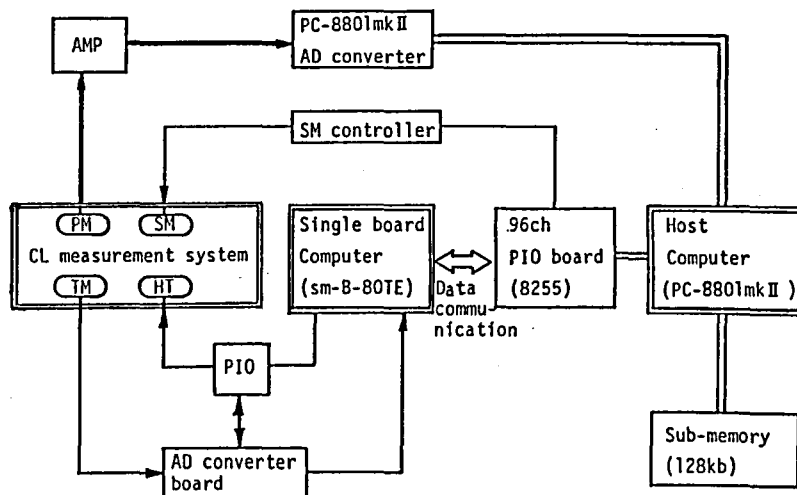 AMP
PC-8801mkⅡ
AD converter
SM controller
PM
SM
CL measurement system
TM
HT
Single board
Computer
(sm-B-80TE)
Data
commu-
nication
.96ch
PIO board
(8255)
Host
Computer
(PC-8801mkⅡ)
PIO
AD converter
board
Sub-memory
(128kb)